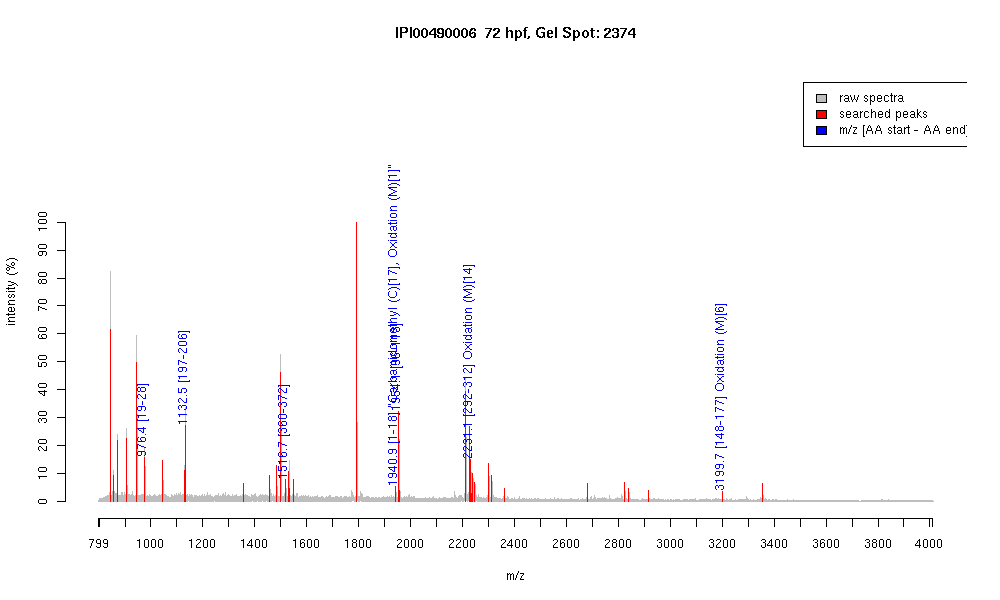 IPI00490006 72 hpf, Gel Spot: 2374
raw spectra
searched peaks
m/z [AA start - AA end]
intensity (%)
0 10 20 30 40 50 60 70 80 90 100
976.4 [19-28]
1132.5 [197-206]
1516.7 [360-372]
1940.9 [1-18] "Carbamidomethyl (C)[17], Oxidation (M)[1]"
2231.1 [292-312] Oxidation (M)[14]
3199.7 [148-177] Oxidation (M)[6]
799 1000 1200 1400 1600 1800 2000 2200 2400 2600 2800 3000 3200 3400 3600 3800 4000
m/z